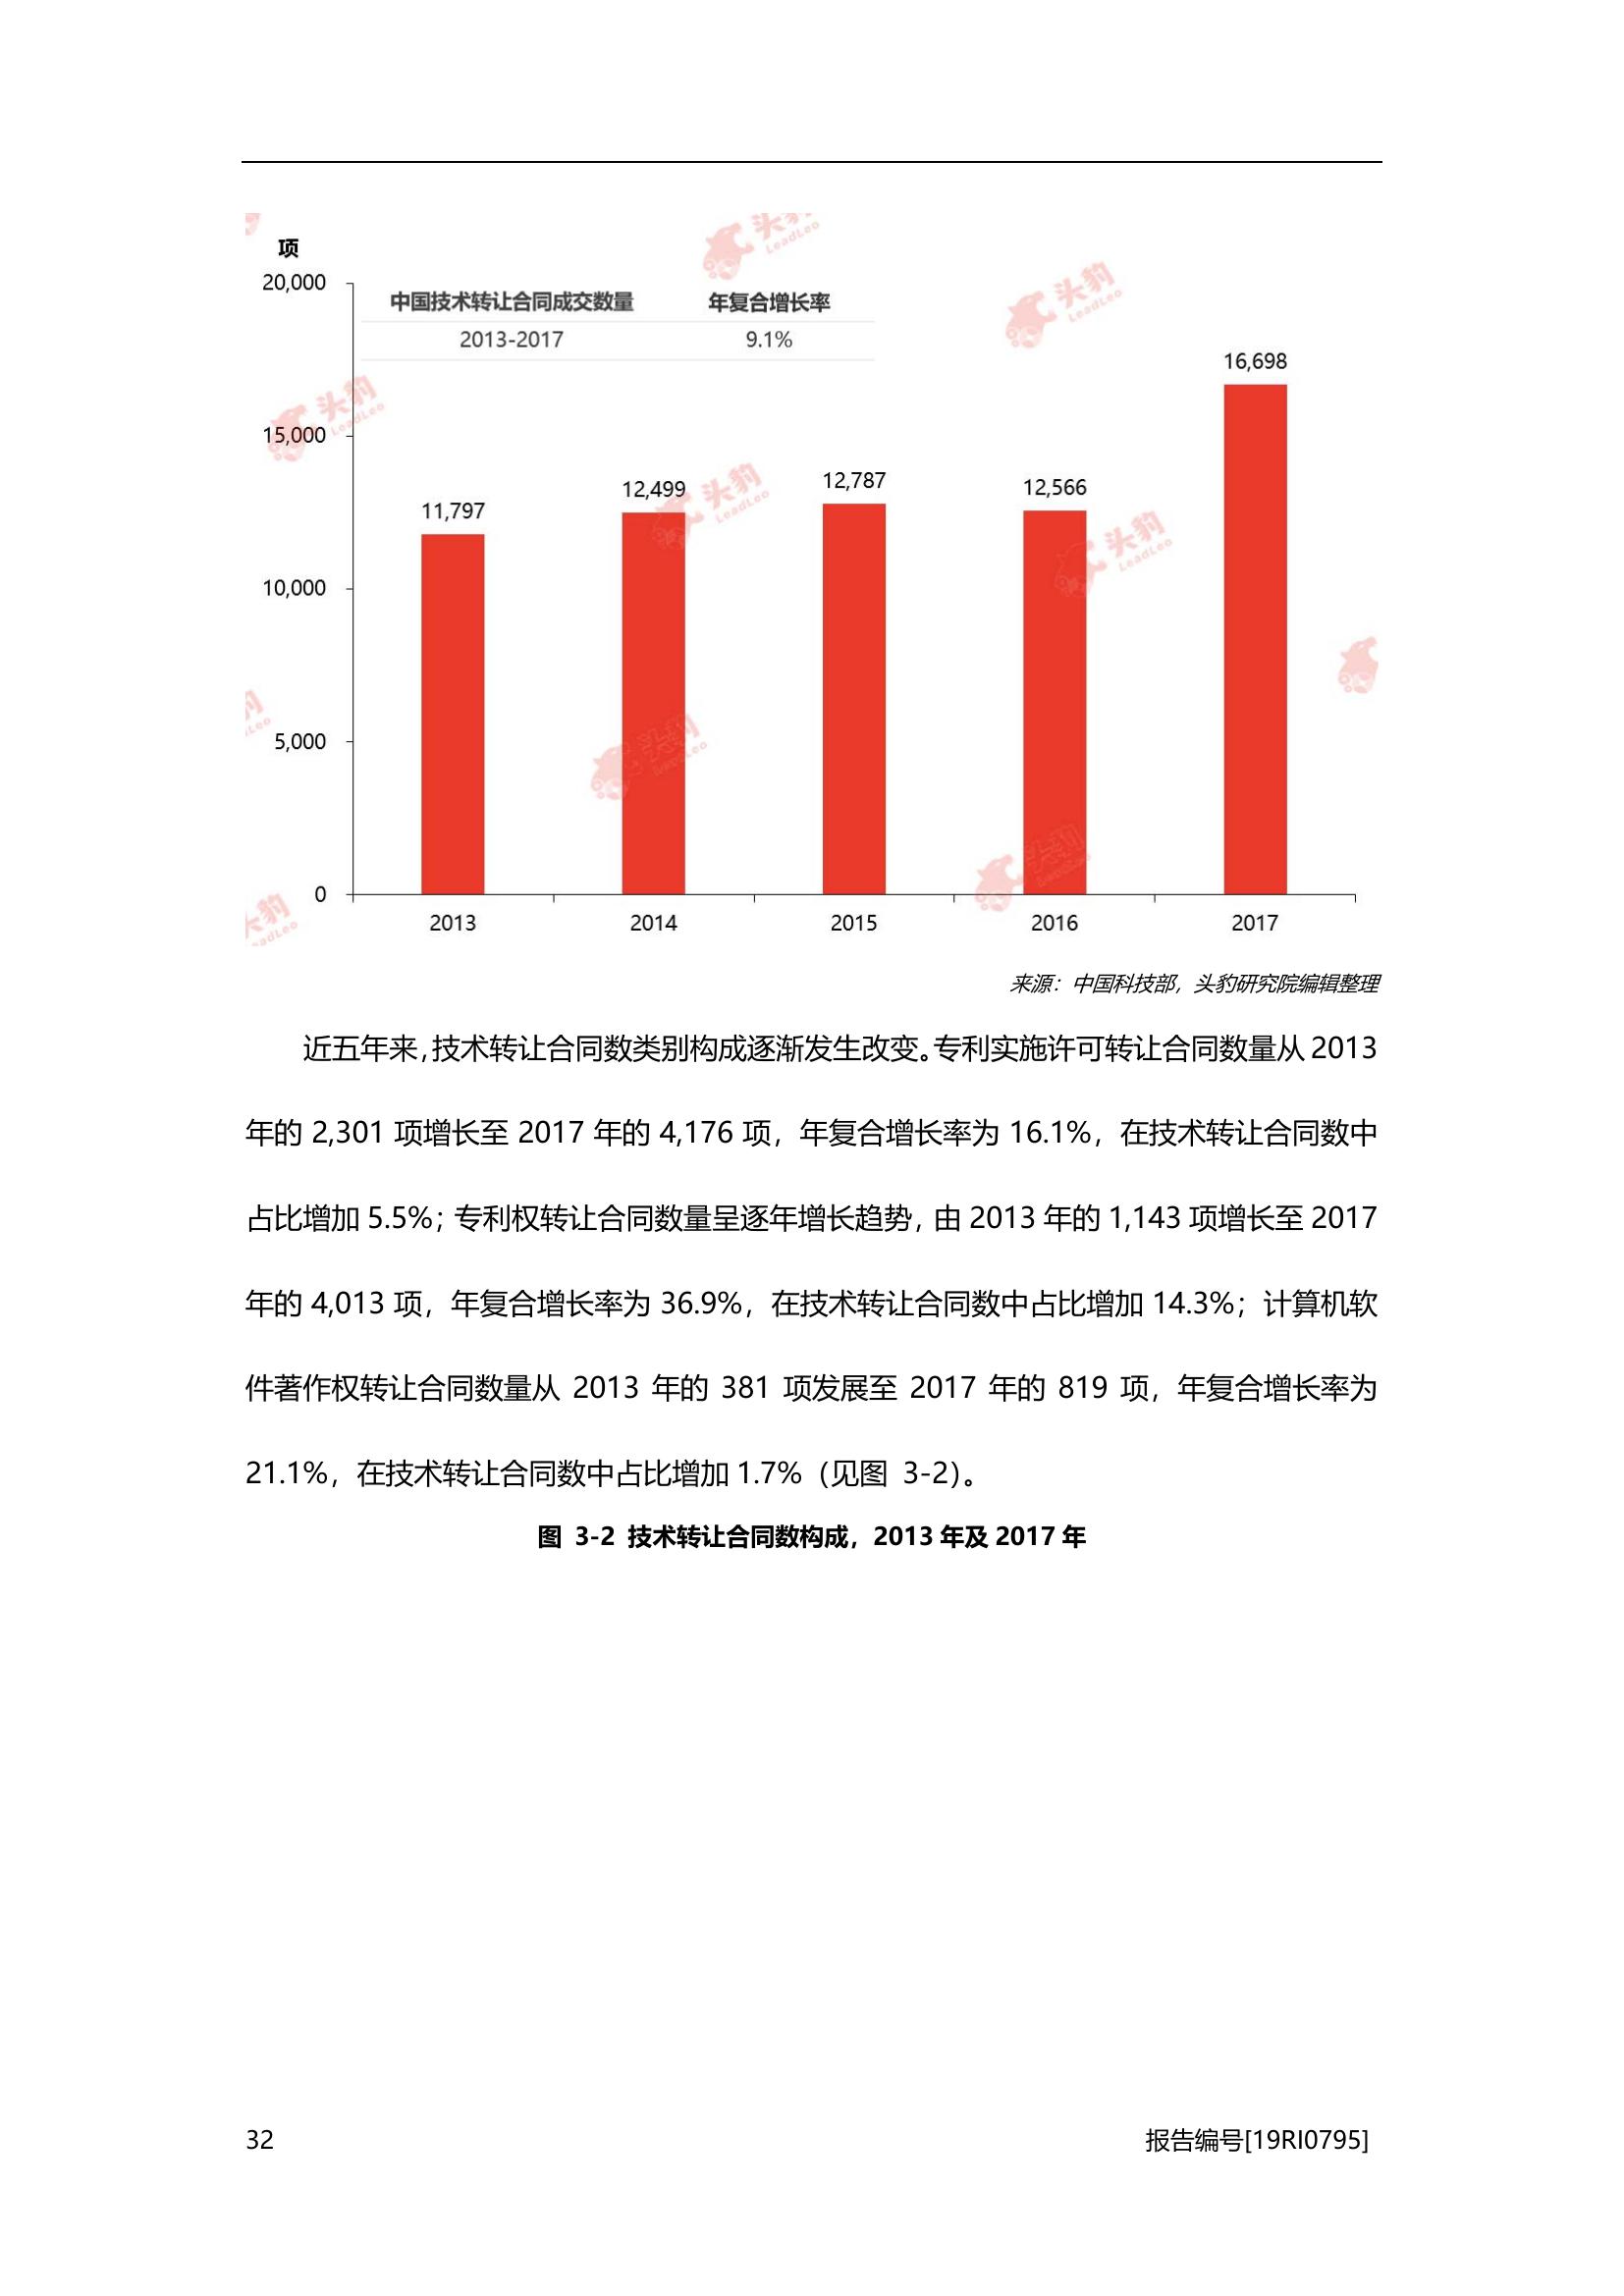 项
20,000
中国技术转让合同成交数量 年复合增长率
2013-2017 9.1%
头豹
LeadLeo
16,698
15,000
12,787
12,499
12,566
11,797
10,000
5,000
0
2013 2014 2015 2016 2017
来源：中国科技部，头豹研究院编辑整理
近五年来，技术转让合同数类别构成逐渐发生改变。专利实施许可转让合同数量从 2013
年的 2,301 项增长至 2017 年的 4,176 项，年复合增长率为 16.1%，在技术转让合同数中
占比增加 5.5%；专利权转让合同数量呈逐年增长趋势，由 2013 年的 1,143 项增长至 2017
年的 4,013 项，年复合增长率为 36.9%，在技术转让合同数中占比增加 14.3%；计算机软
件著作权转让合同数量从 2013 年的 381 项发展至 2017 年的 819 项，年复合增长率为
21.1%，在技术转让合同数中占比增加 1.7%（见图 3-2）。
图 3-2 技术转让合同数构成，2013 年及 2017 年
32 报告编号[19RI0795]